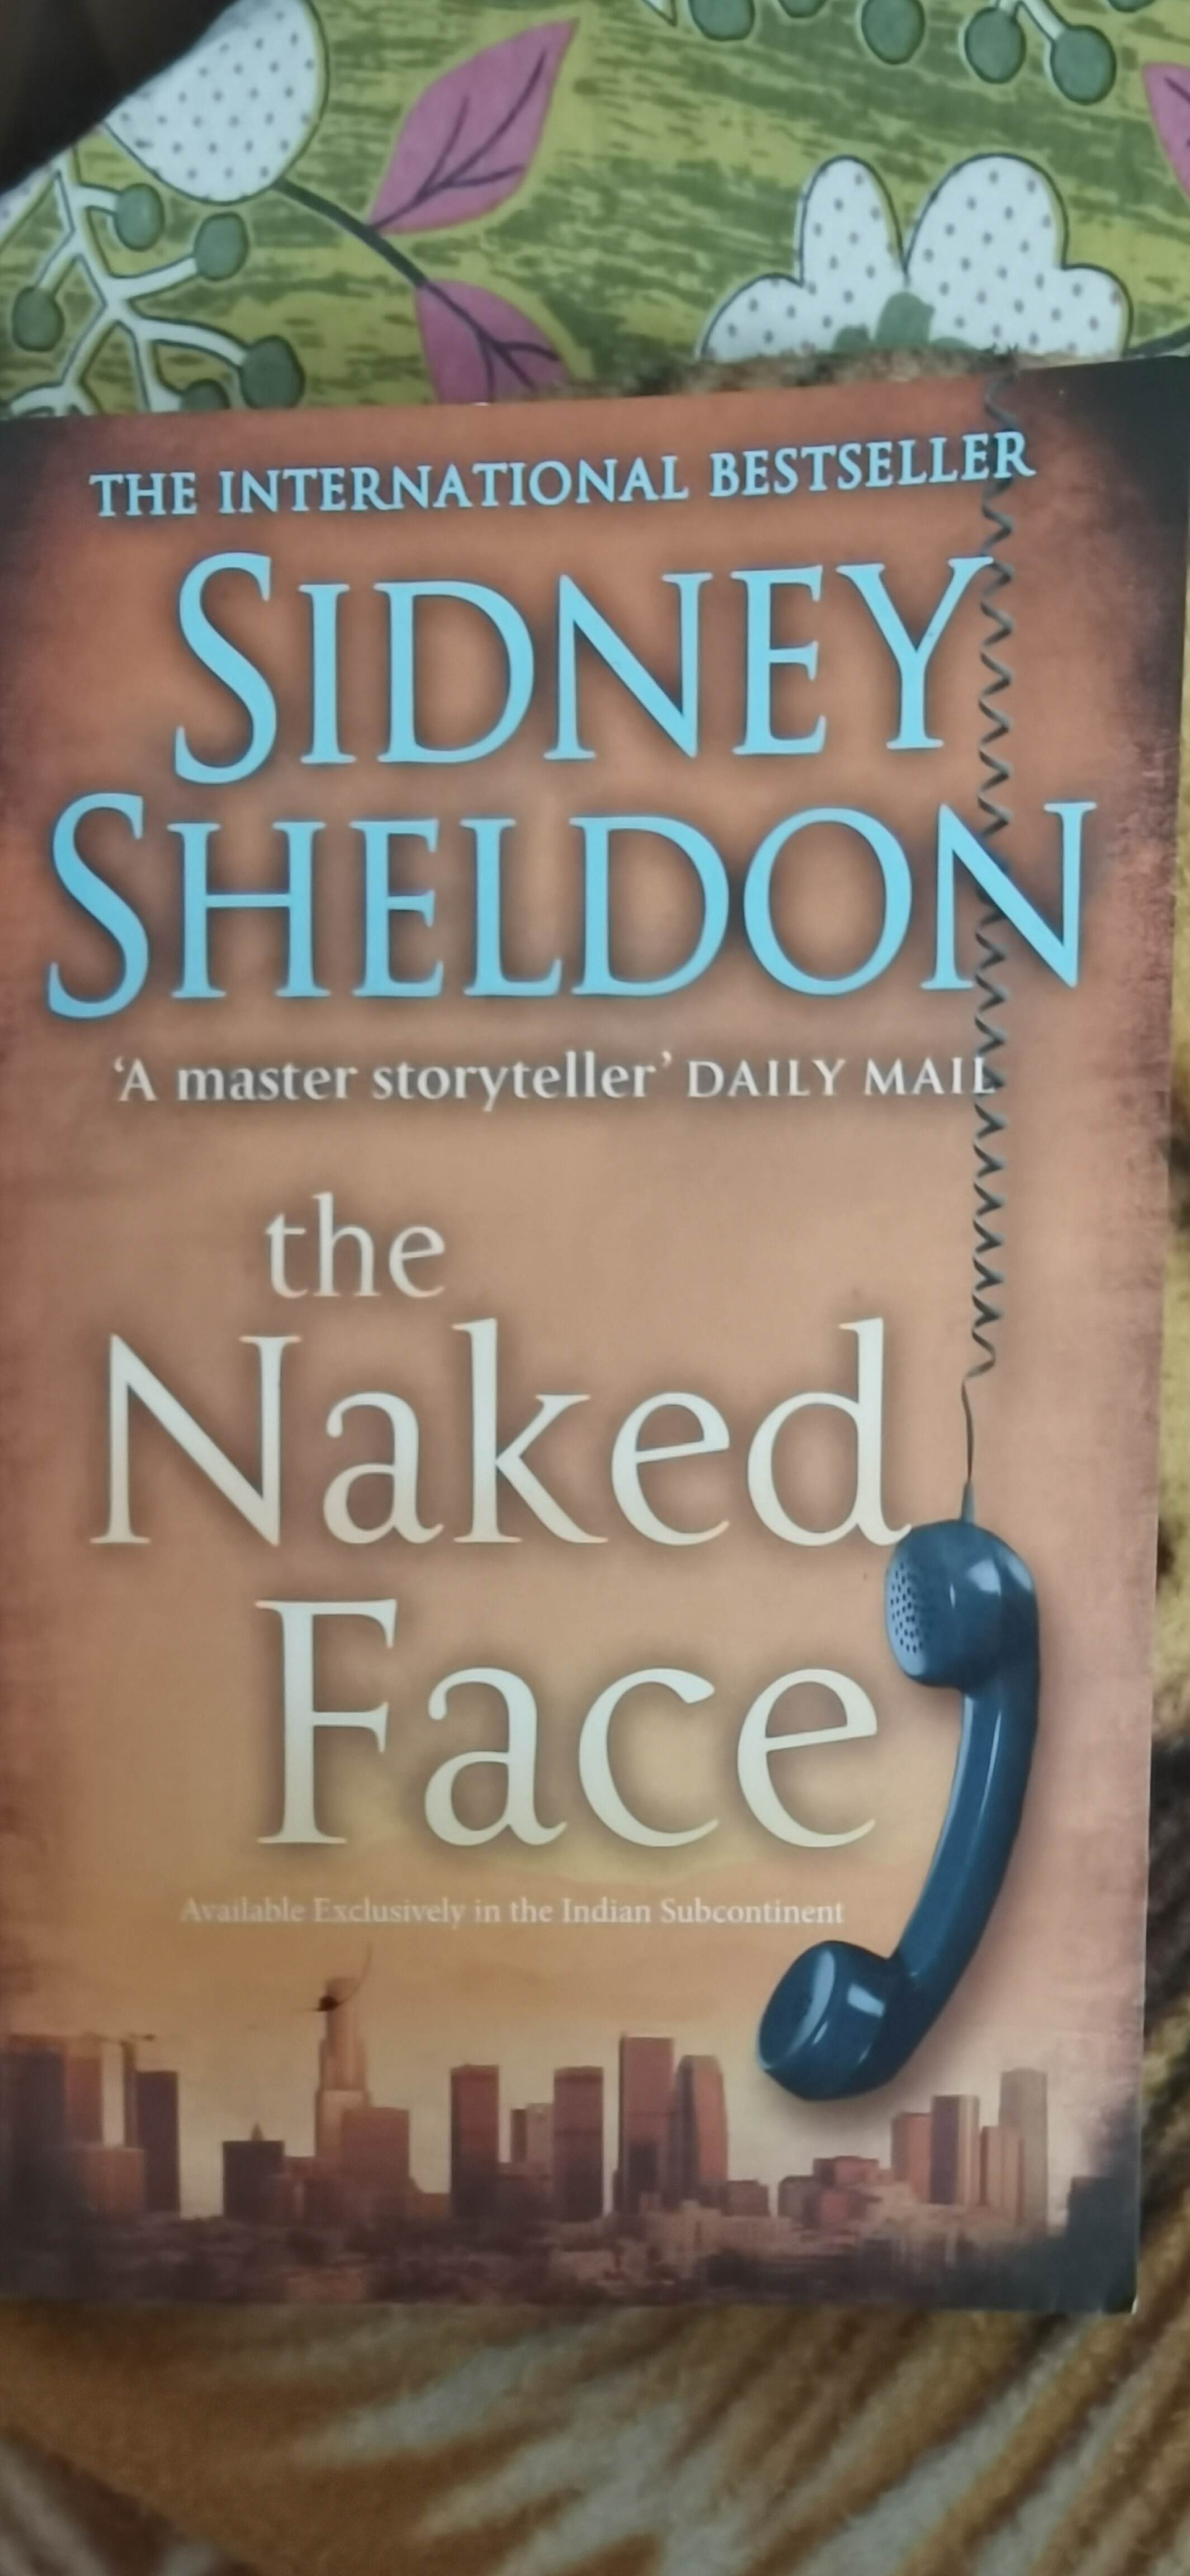 THE INTERNATIONAL BESTSELLER
SIDNEY
SHELDON
‘A master storyteller’ DAILY MAIL
the
Naked
Face
Available Exclusively in the Indian Subcontinent